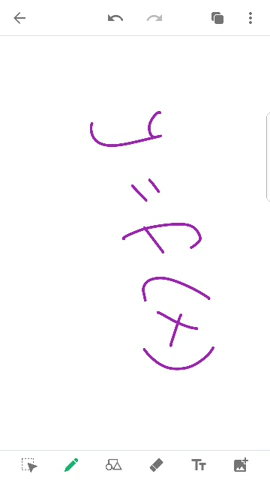 y = f(x)